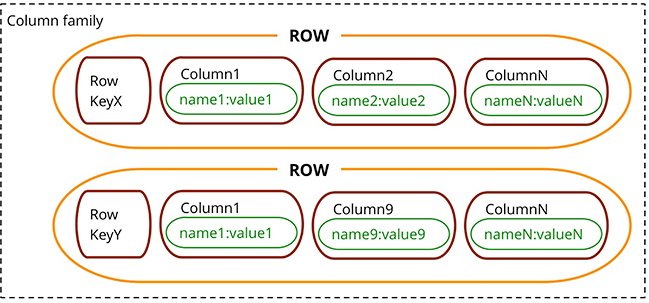 Column family
ROW
Row
KeyX
Column1
name1:value1
Column2
name2:value2
ColumnN
nameN:valueN
ROW
Row
KeyY
Column1
name1:value1
Column9
name9:value9
ColumnN
nameN:valueN